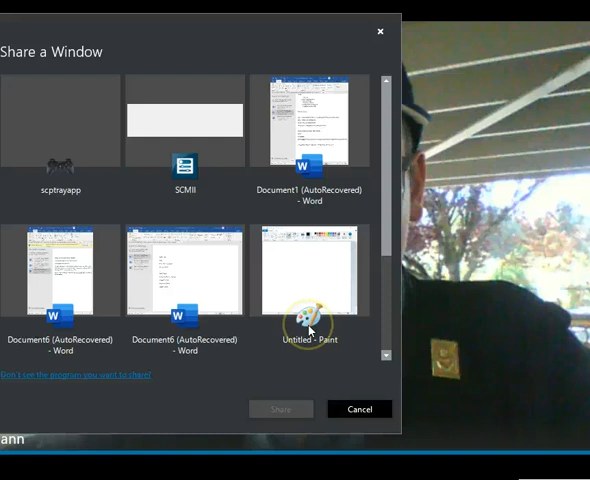 Share a Window
scptrayapp
SCMII
Document1 (AutoRecovered)
- Word
Document6 (AutoRecovered)
- Word
Document6 (AutoRecovered)
- Word
Untitled - Paint
Don't see the program you want to share?
Share
Cancel
ann